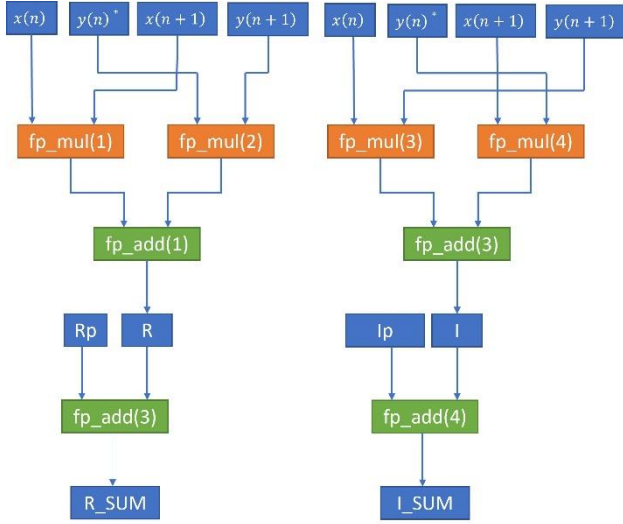 x(n) y(n)* x(n + 1) y(n + 1) x(n) y(n)* x(n + 1) y(n + 1)
fp_mul(1) fp_mul(2) fp_mul(3) fp_mul(4)
fp_add(1) fp_add(3)
Rp R Ip I
fp_add(3) fp_add(4)
R_SUM I_SUM